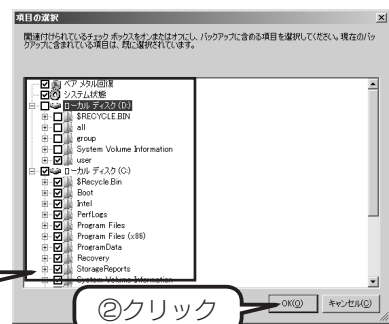 項目の選択
関連付けられているチェック ボックスをオンまたはオフにし、バックアップに含める項目を選択してください。現在のバックアップに含まれている項目は、既に選択されています。
ベア メタル回復
システム状態
ローカル ディスク (D:)
$RECYCLE.BIN
all
group
System Volume Information
user
ローカル ディスク (C:)
$Recycle.Bin
Boot
Intel
PerfLogs
Program Files
Program Files (x86)
ProgramData
Recovery
StorageReports
System Volume Information
②クリック
OK(O)
キャンセル(C)